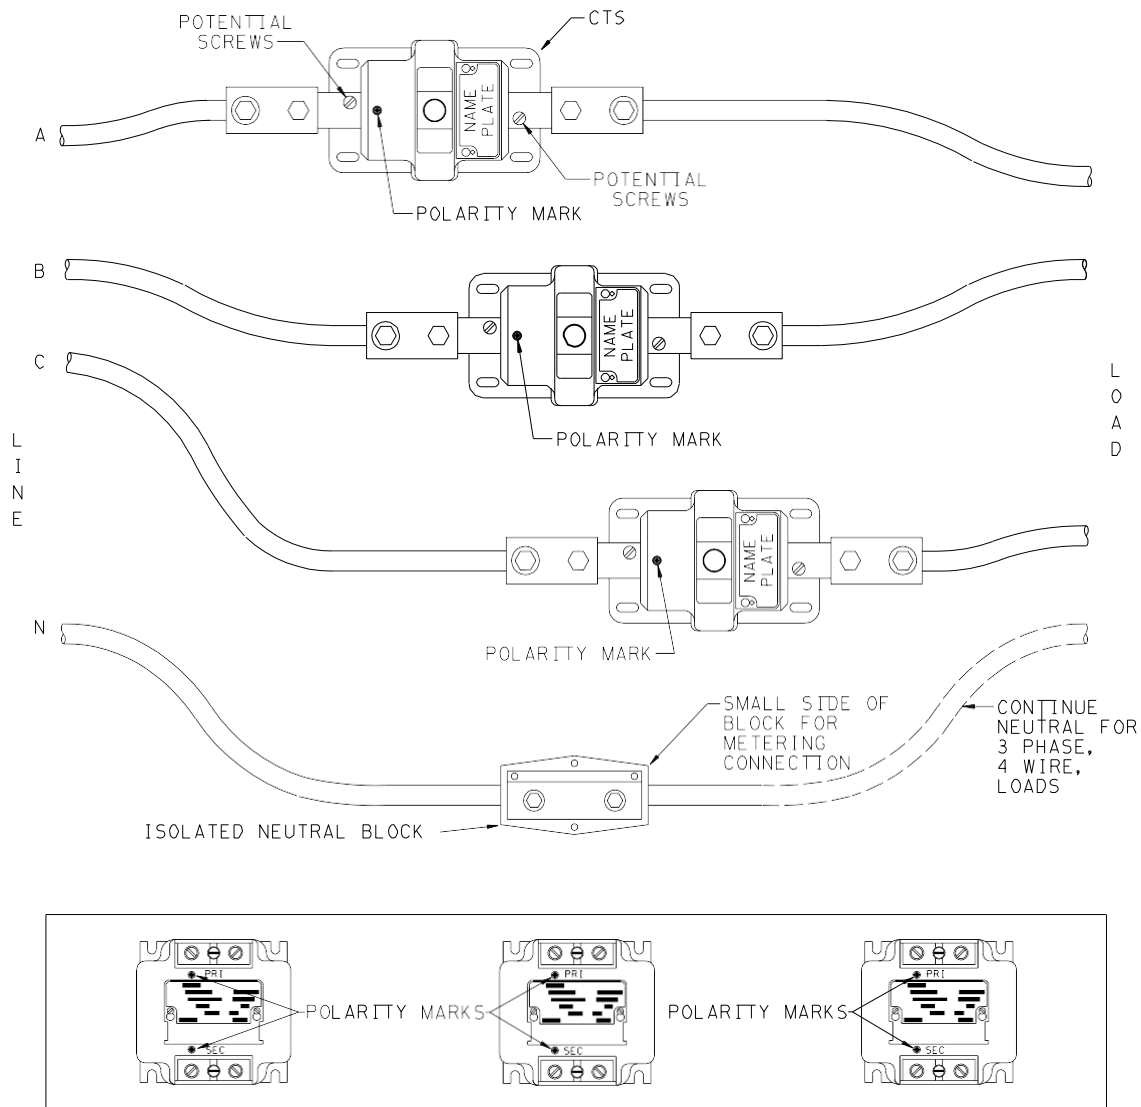 POTENTIAL
SCREWS
CTS
A
NAME
PLATE
POTENTIAL
SCREWS
POLARITY MARK
B
NAME
PLATE
POLARITY MARK
C
LINE
LOAD
NAME
PLATE
POLARITY MARK
N
SMALL SIDE OF
BLOCK FOR
METERING
CONNECTION
CONTINUE
NEUTRAL FOR
3 PHASE,
4 WIRE,
LOADS
ISOLATED NEUTRAL BLOCK
PRI
PRI
PRI
POLARITY MARKS
POLARITY MARKS
SEC
SEC
SEC